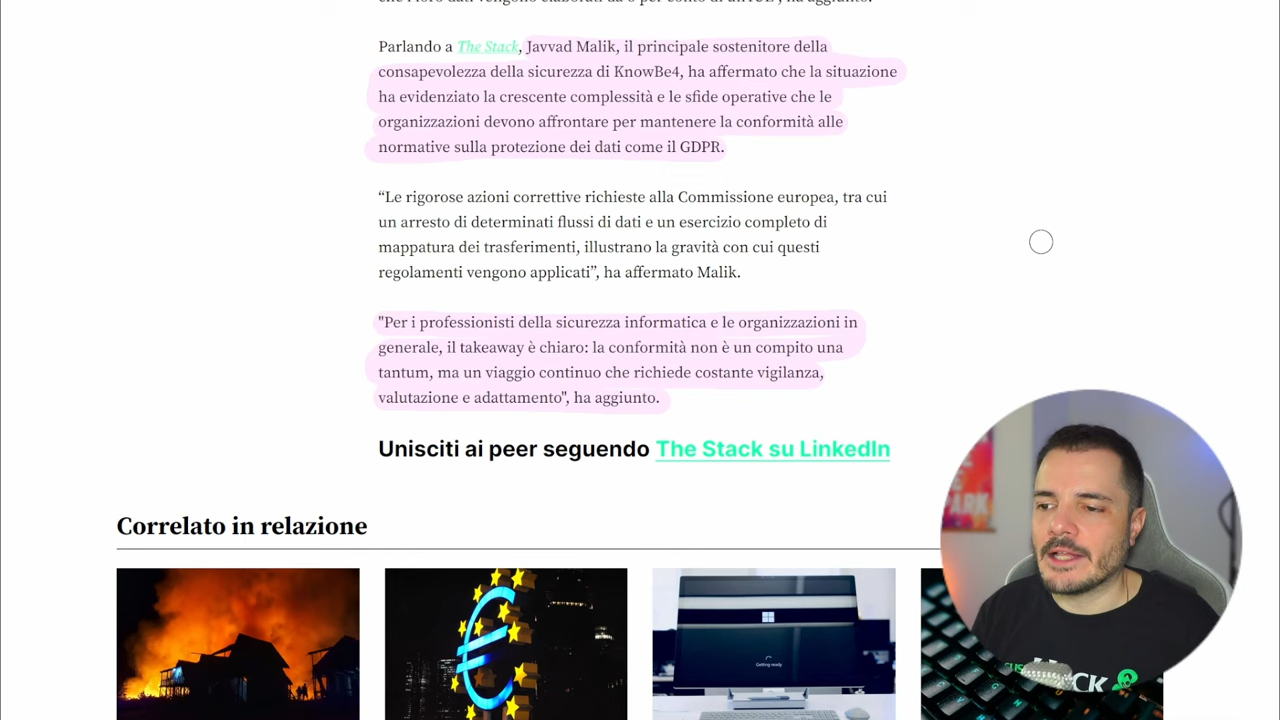 Parlando a The Stack, Javvad Malik, il principale sostenitore della
consapevolezza della sicurezza di KnowBe4, ha affermato che la situazione
ha evidenziato la crescente complessità e le sfide operative che le
organizzazioni devono affrontare per mantenere la conformità alle
normative sulla protezione dei dati come il GDPR.
“Le rigorose azioni correttive richieste alla Commissione europea, tra cui
un arresto di determinati flussi di dati e un esercizio completo di
mappatura dei trasferimenti, illustrano la gravità con cui questi
regolamenti vengono applicati”, ha affermato Malik.
"Per i professionisti della sicurezza informatica e le organizzazioni in
generale, il takeaway è chiaro: la conformità non è un compito una
tantum, ma un viaggio continuo che richiede costante vigilanza,
valutazione e adattamento", ha aggiunto.
Unisciti ai peer seguendo The Stack su LinkedIn
Correlato in relazione
Getting ready